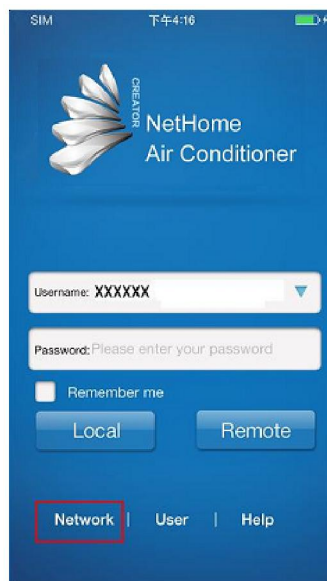 SIM 下午4:16
CREATOR
NetHome
Air Conditioner
Username: XXXXXX
Password: Please enter your password
Remember me
Local Remote
Network | User | Help